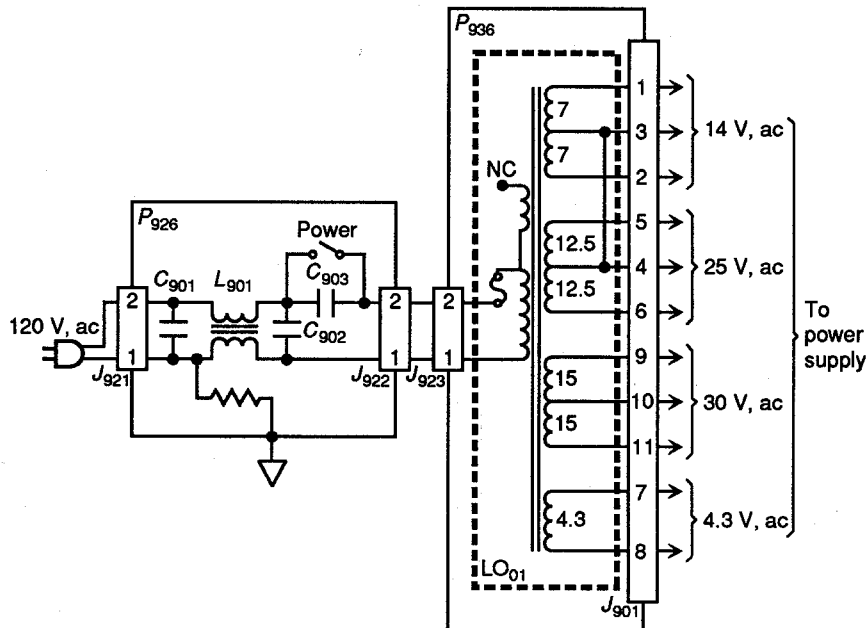 P936
1
7
3
14 V, ac
7
2
NC
5
P926
Power
12.5
4
25 V, ac
12.5
6
C901
L901
C903
To
power
supply
2
2
2
120 V, ac
C902
9
1
1
1
J921
J922
J923
15
10
30 V, ac
15
11
7
4.3
4.3 V, ac
8
LO01
J901